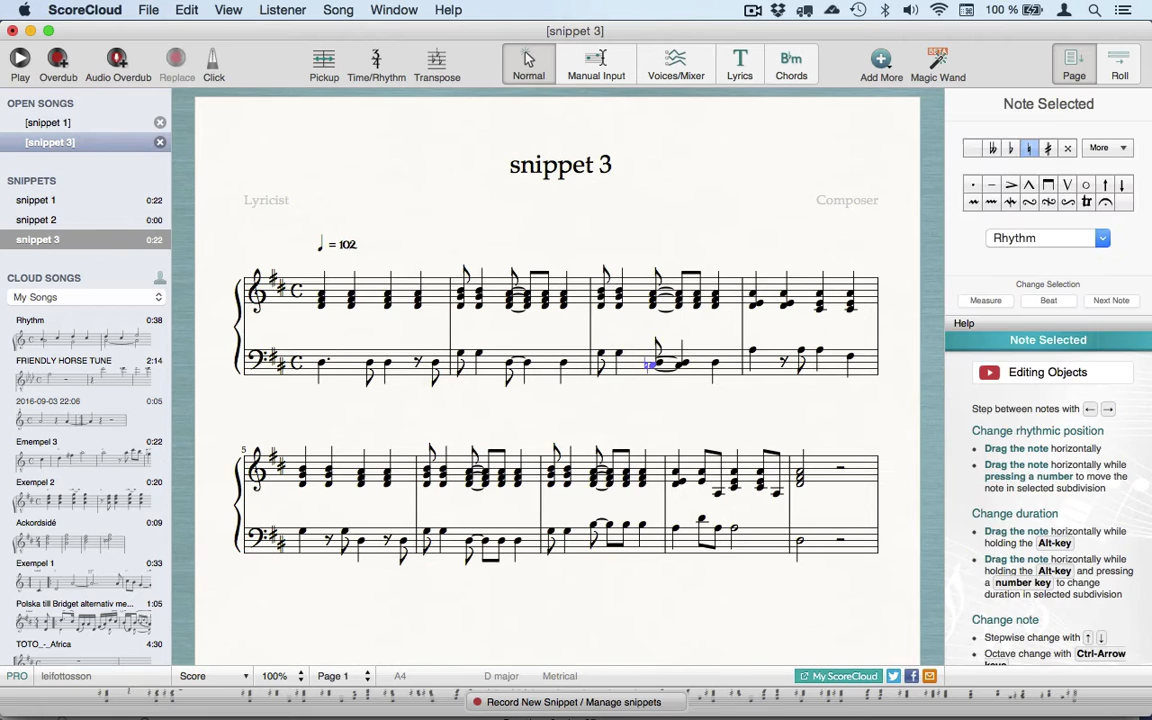 ScoreCloud File Edit View Listener Song Window Help 100 %
[snippet 3]
Play Overdub Audio Overdub Replace Click Pickup Time/Rhythm Transpose Normal Manual Input Voices/Mixer Lyrics Bbm Chords Add More BETA Magic Wand Page Roll
OPEN SONGS
[snippet 1]
[snippet 3]
SNIPPETS
snippet 1 0:22
snippet 2 0:00
snippet 3 0:22
CLOUD SONGS
My Songs
Rhythm 0:38
FRIENDLY HORSE TUNE 2:14
2016-09-03 22:06 0:05
Emempel 3 0:22
Exempel 2 0:20
Ackordsidé 0:09
Exempel 1 0:33
Polska till Bridget alternativ me... 1:05
TOTO_-_Africa 4:30
snippet 3
Lyricist Composer
= 102
5
Note Selected
More
Rhythm
Change Selection
Measure Beat Next Note
Help
Note Selected
Editing Objects
Step between notes with ← →
Change rhythmic position
• Drag the note horizontally
• Drag the note horizontally while
pressing a number to move the
note in selected subdivision
Change duration
• Drag the note horizontally while
holding the Alt-key
• Drag the note horizontally while
holding the Alt-key and pressing
a number key to change
duration in selected subdivision
Change note
• Stepwise change with ↑ ↓
• Octave change with Ctrl-Arrow
PRO leifottosson Score 100% Page 1 A4 D major Metrical My ScoreCloud
Record New Snippet / Manage snippets